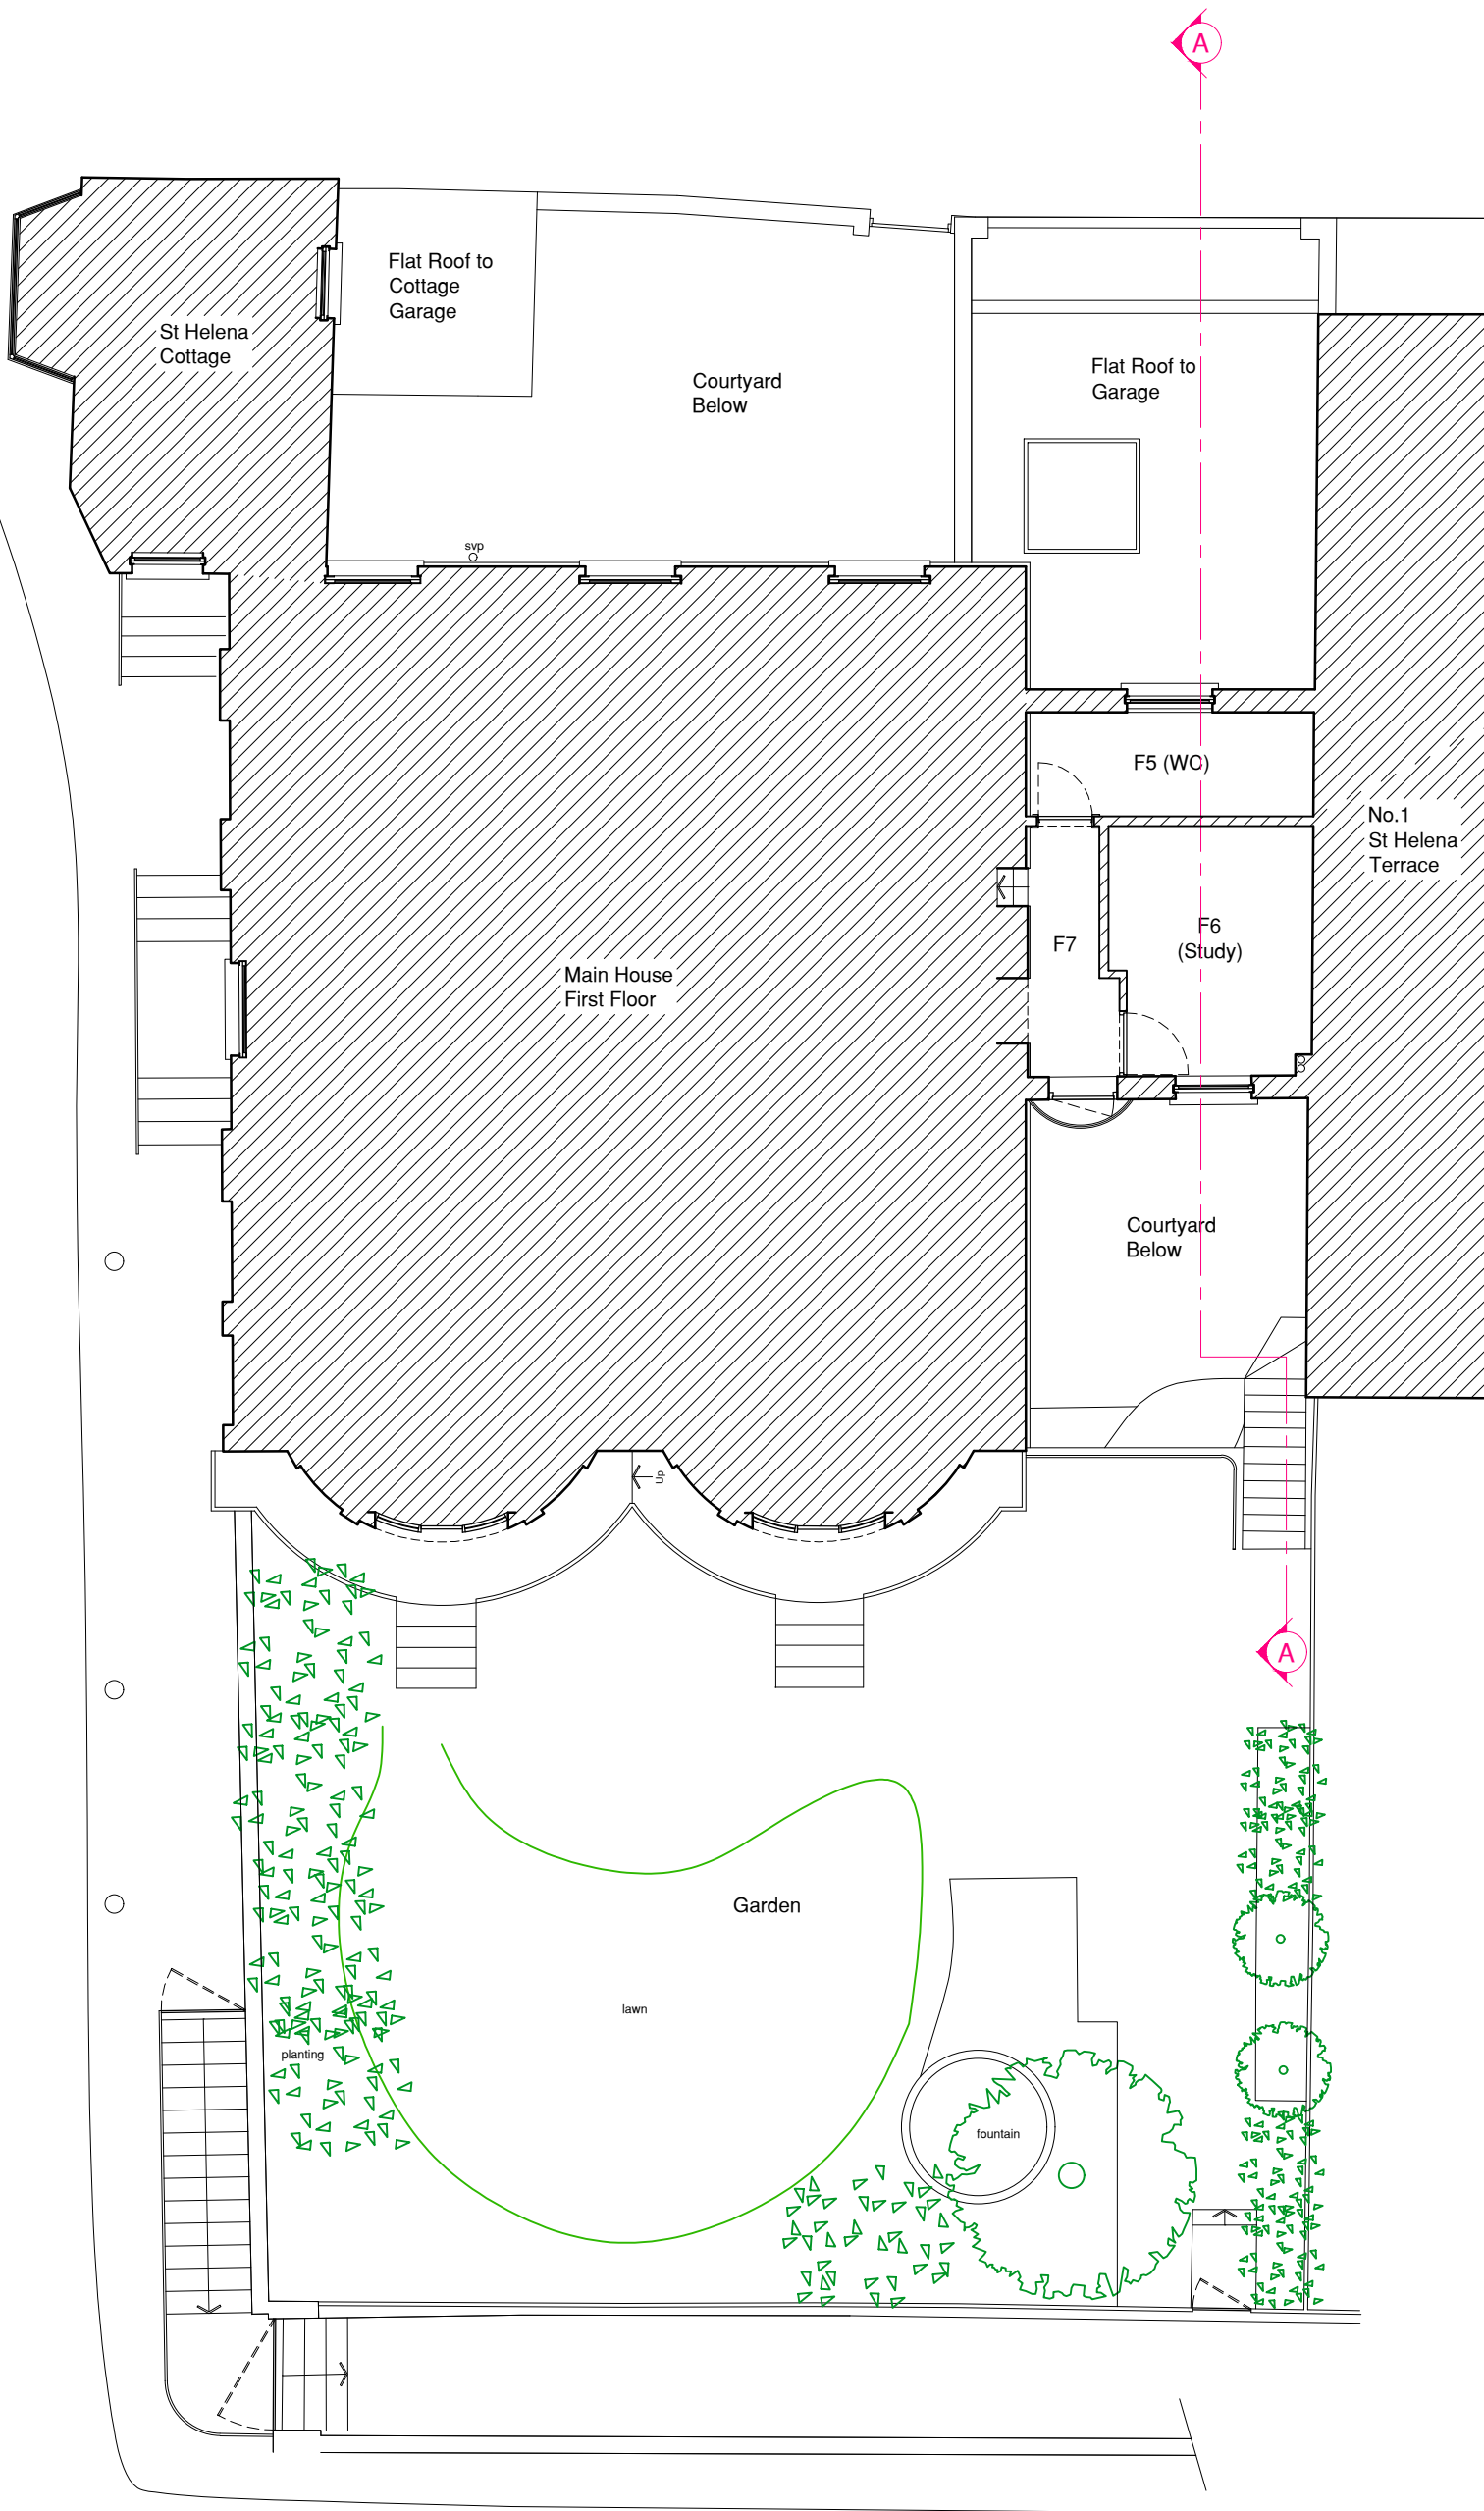 A
Flat Roof to
Cottage
Garage
St Helena
Cottage
Courtyard
Below
Flat Roof to
Garage
svp
F5 (WC)
No.1
St Helena
Terrace
F6
(Study)
F7
Main House
First Floor
Courtyard
Below
Up
A
Garden
lawn
planting
fountain